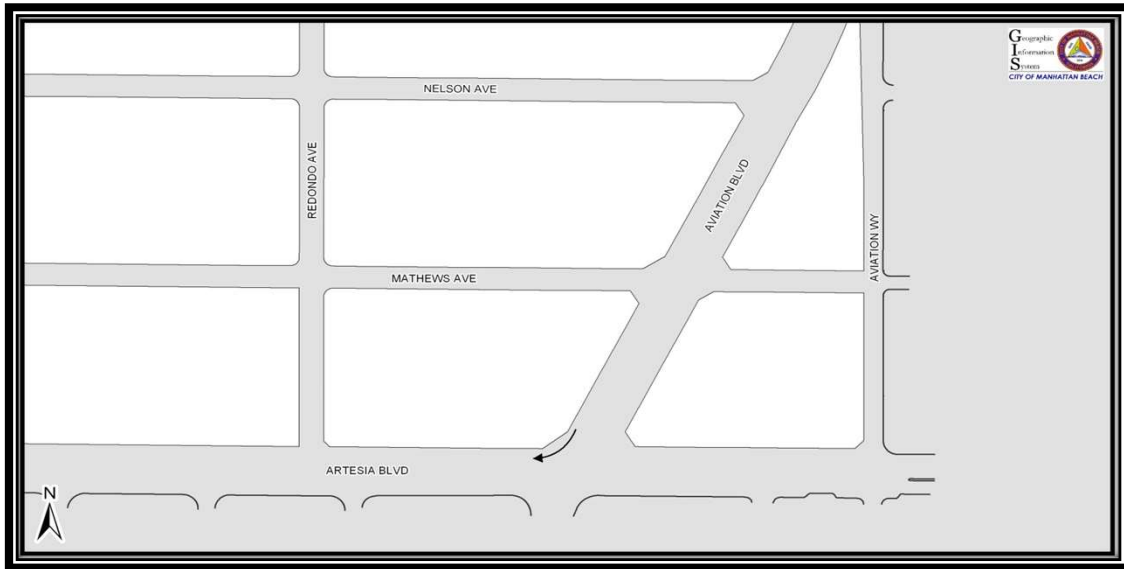 Geographic
Information
System
CITY OF MANHATTAN BEACH
NELSON AVE
REDONDO AVE
AVIATION BLVD
AVIATION WY
MATHEWS AVE
ARTESIA BLVD
N